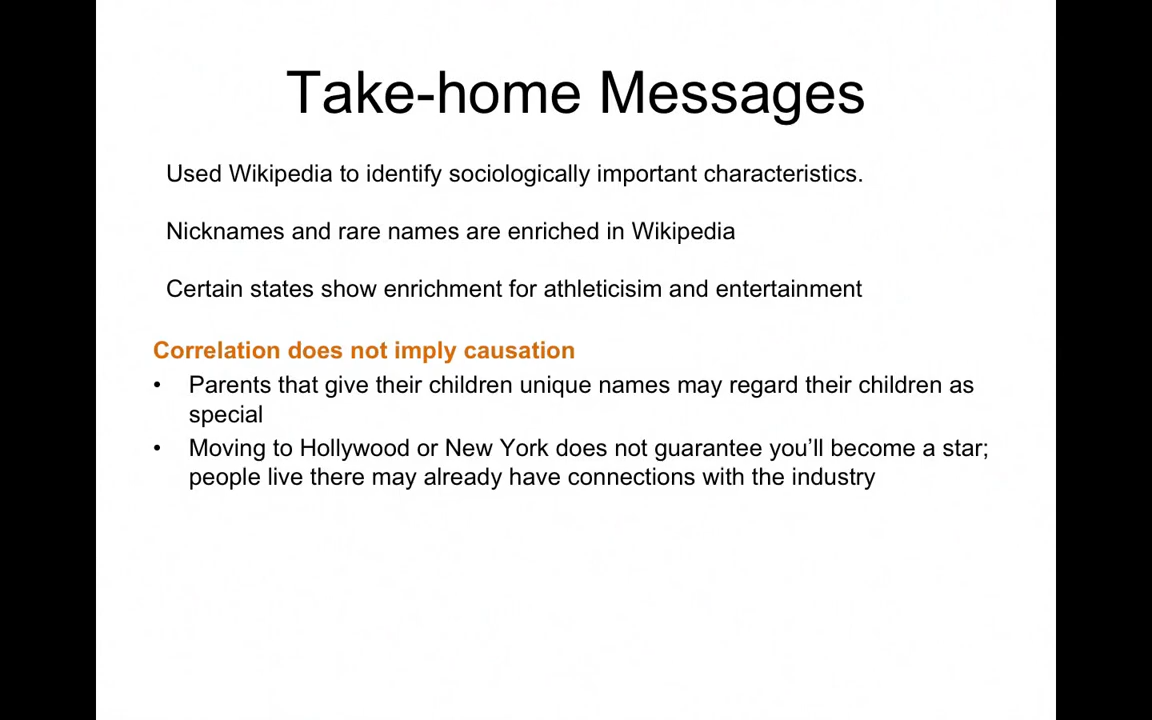 Take-home Messages
Used Wikipedia to identify sociologically important characteristics.
Nicknames and rare names are enriched in Wikipedia
Certain states show enrichment for athleticisim and entertainment
Correlation does not imply causation
• Parents that give their children unique names may regard their children as
special
• Moving to Hollywood or New York does not guarantee you’ll become a star;
people live there may already have connections with the industry